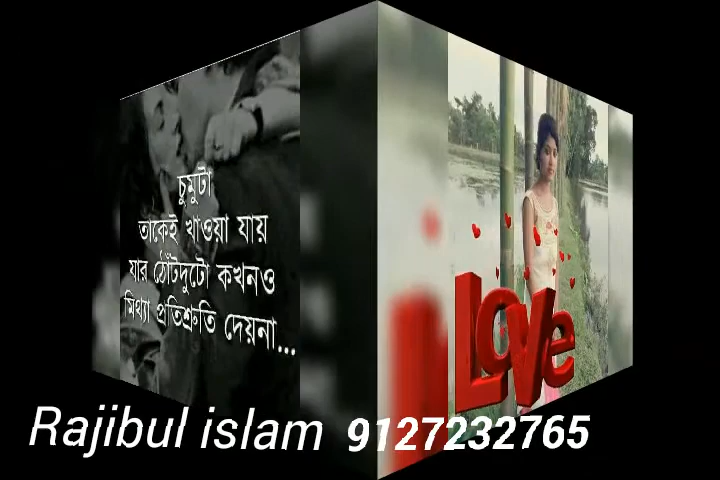 চুমুটা
তাকেই খাওয়া যায়
যার ঠোঁটদুটো কখনও
মিথ্যা প্রতিশ্রুতি দেয়না...
Love
Rajibul islam 9127232765